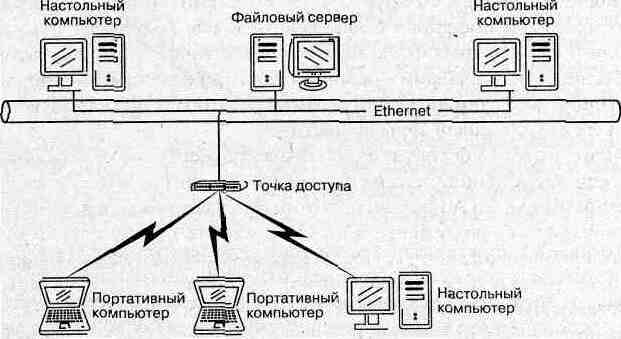 Настольный
компьютер
Файловый сервер
Настольный
компьютер
Ethernet
Точка доступа
Портативный
компьютер
Портативный
компьютер
Настольный
компьютер